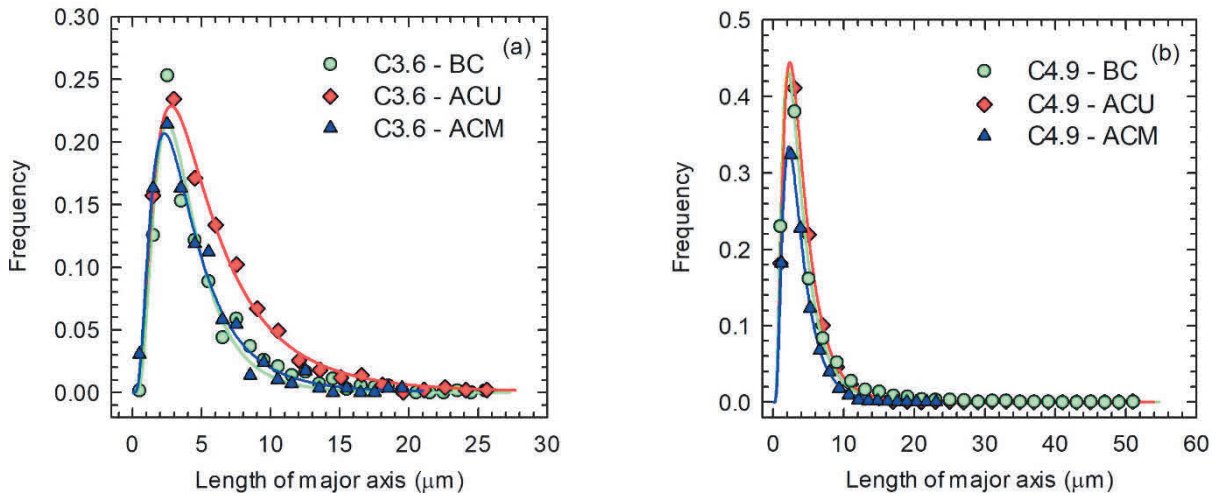 (a)
C3.6 - BC
C3.6 - ACU
C3.6 - ACM
Frequency
0.30
0.25
0.20
0.15
0.10
0.05
0.00
0 5 10 15 20 25 30
Length of major axis (μm)
(b)
C4.9 - BC
C4.9 - ACU
C4.9 - ACM
Frequency
0.5
0.4
0.3
0.2
0.1
0.0
0 10 20 30 40 50 60
Length of major axis (μm)